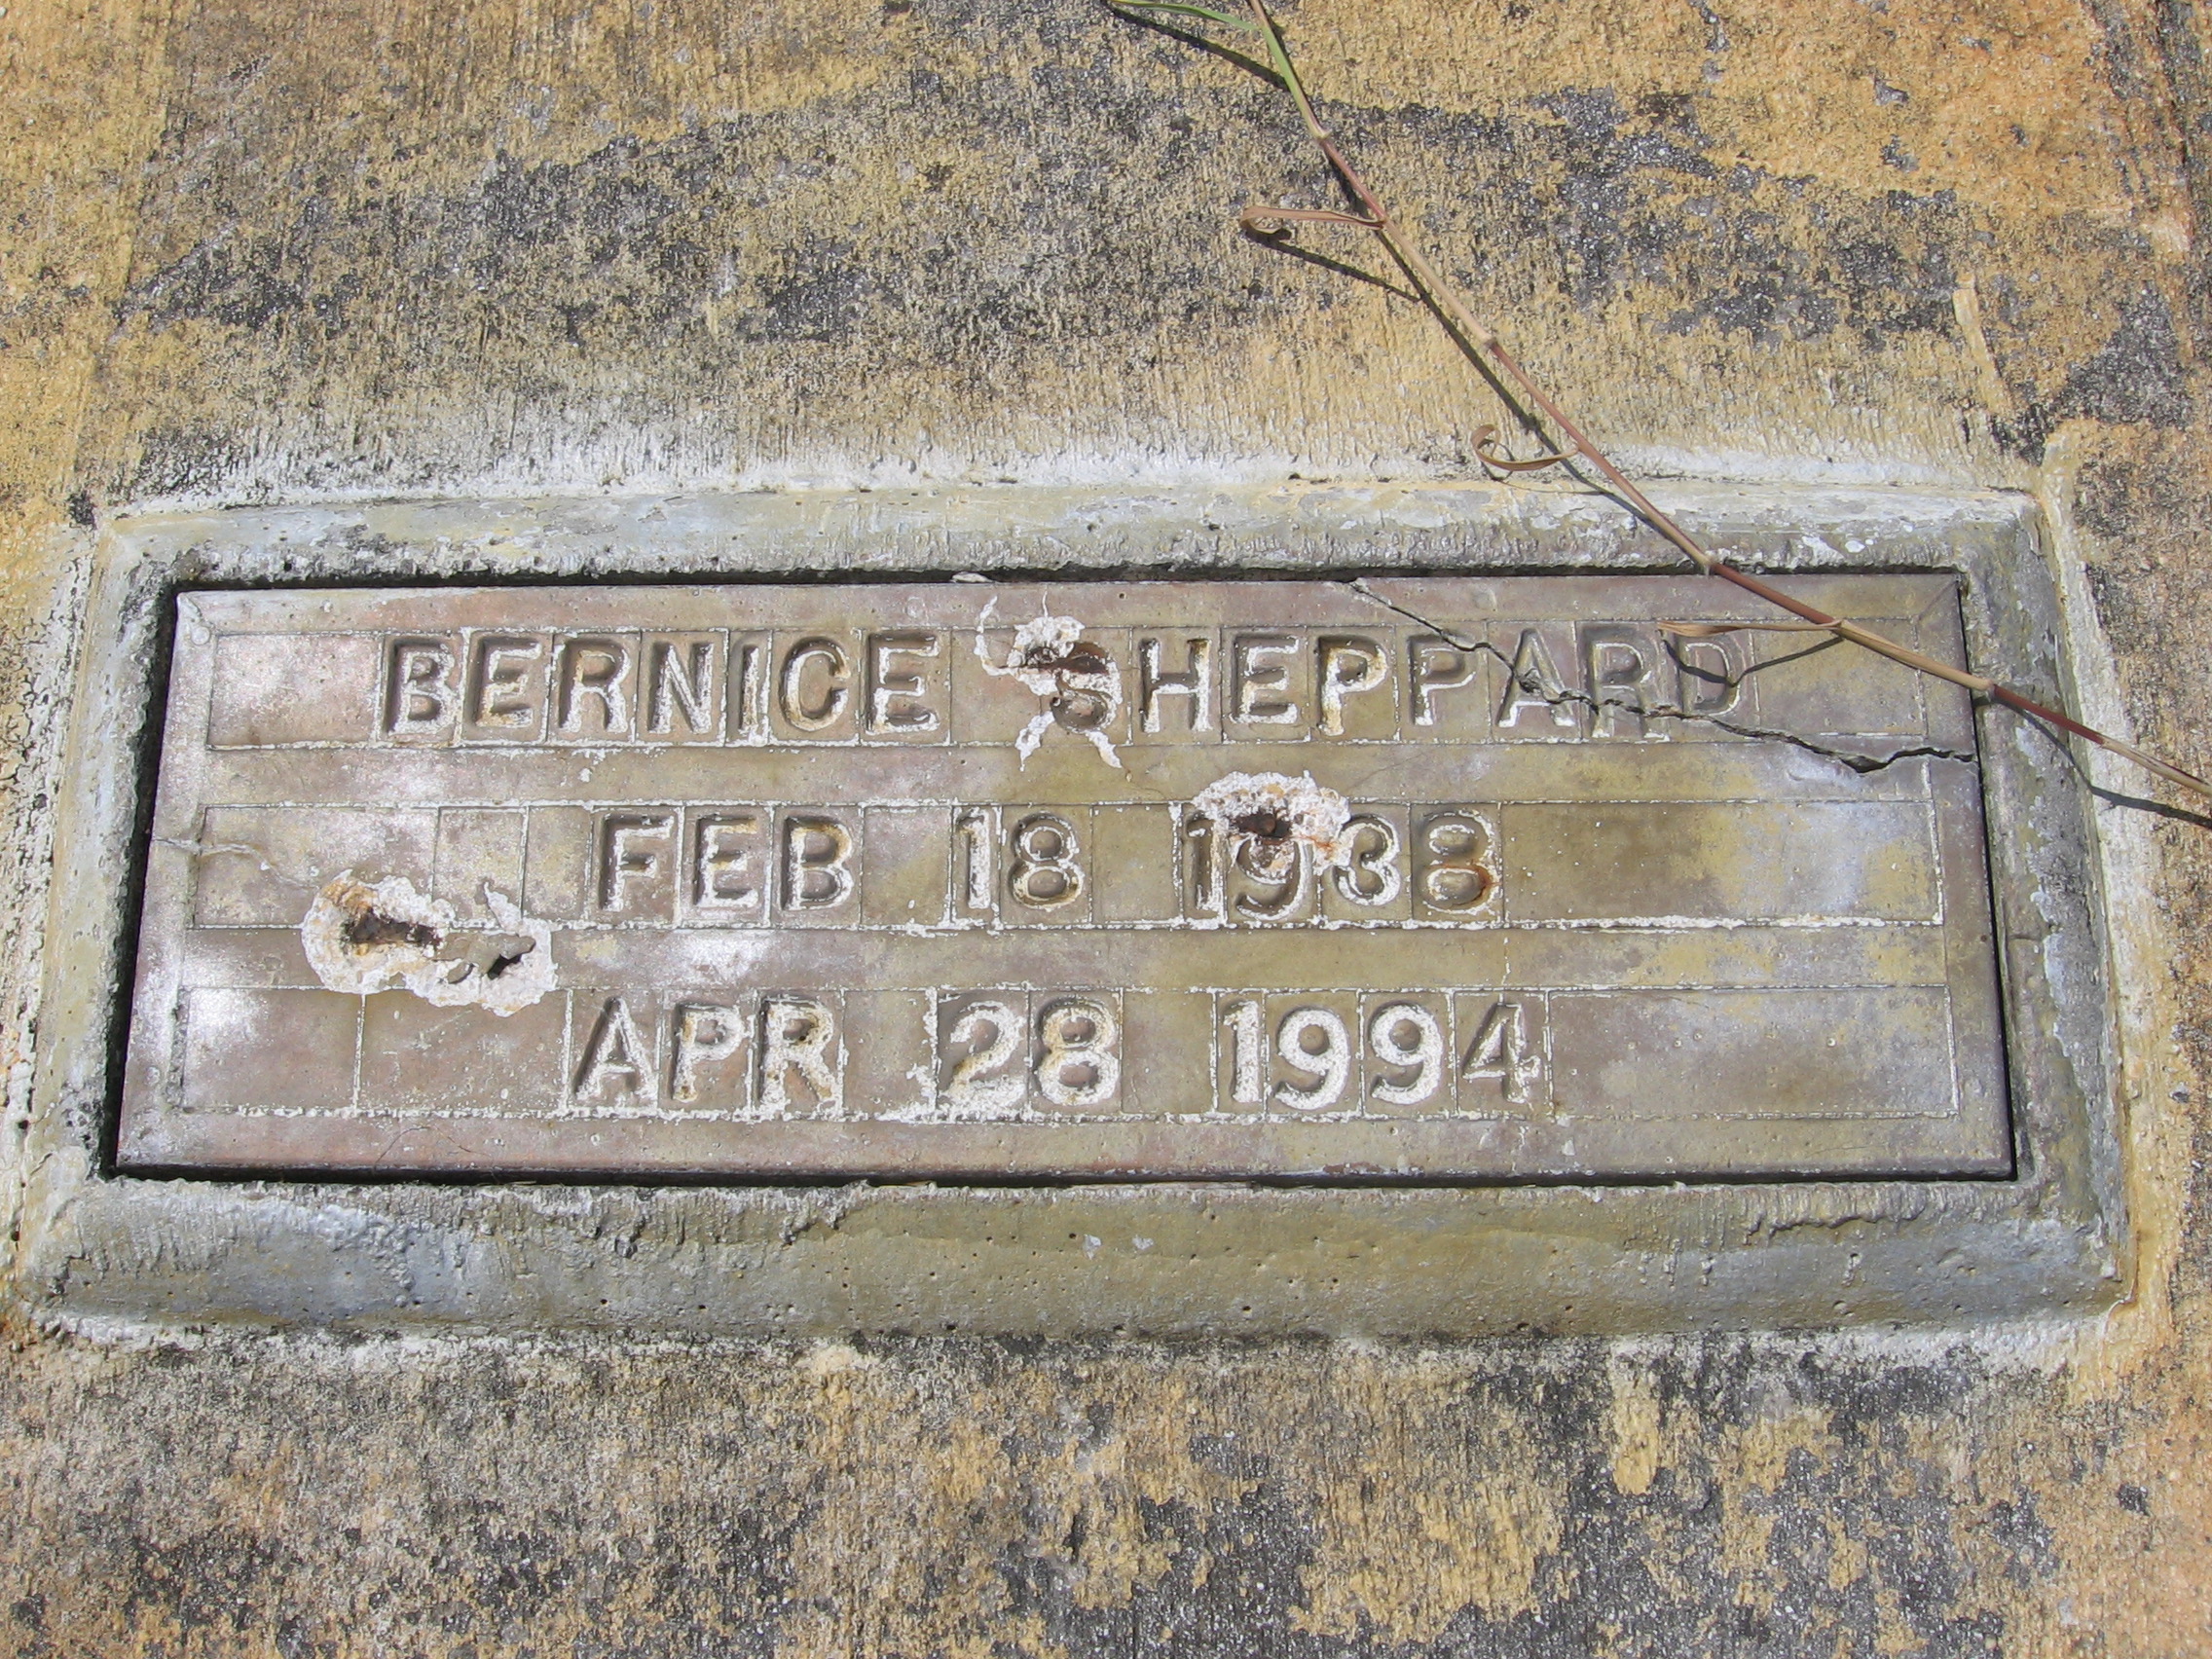 BERNICE SHEPPARD
FEB 18 1938
APR 28 1994